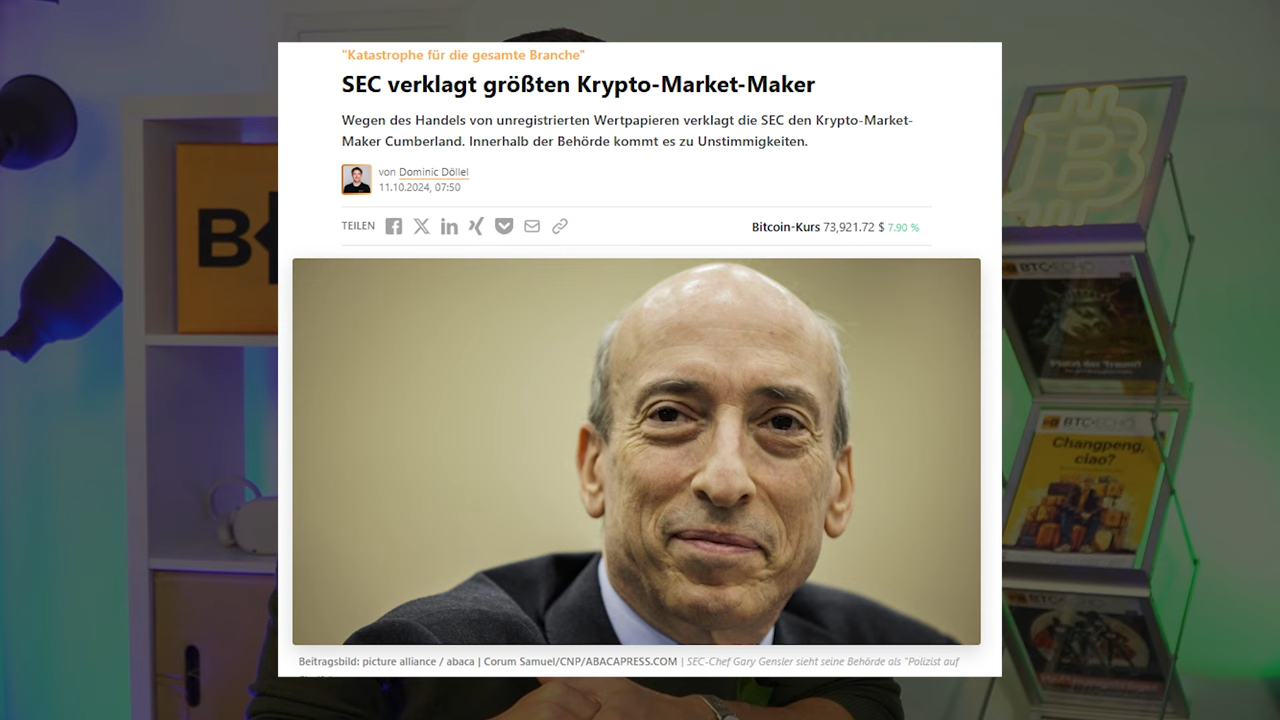 "Katastrophe für die gesamte Branche"
SEC verklagt größten Krypto-Market-Maker
Wegen des Handels von unregistrierten Wertpapieren verklagt die SEC den Krypto-Market-
Maker Cumberland. Innerhalb der Behörde kommt es zu Unstimmigkeiten.
von Dominic Döllel
11.10.2024, 07:50
TEILEN
Bitcoin-Kurs 73,921.72 $ 7.90 %
Beitragsbild: picture alliance / abaca | Corum Samuel/CNP/ABACAPRESS.COM | SEC-Chef Gary Gensler sieht seine Behörde als "Polizist auf
B
BTC-ECHO
BTC-ECHO
Changpeng,
ciao?